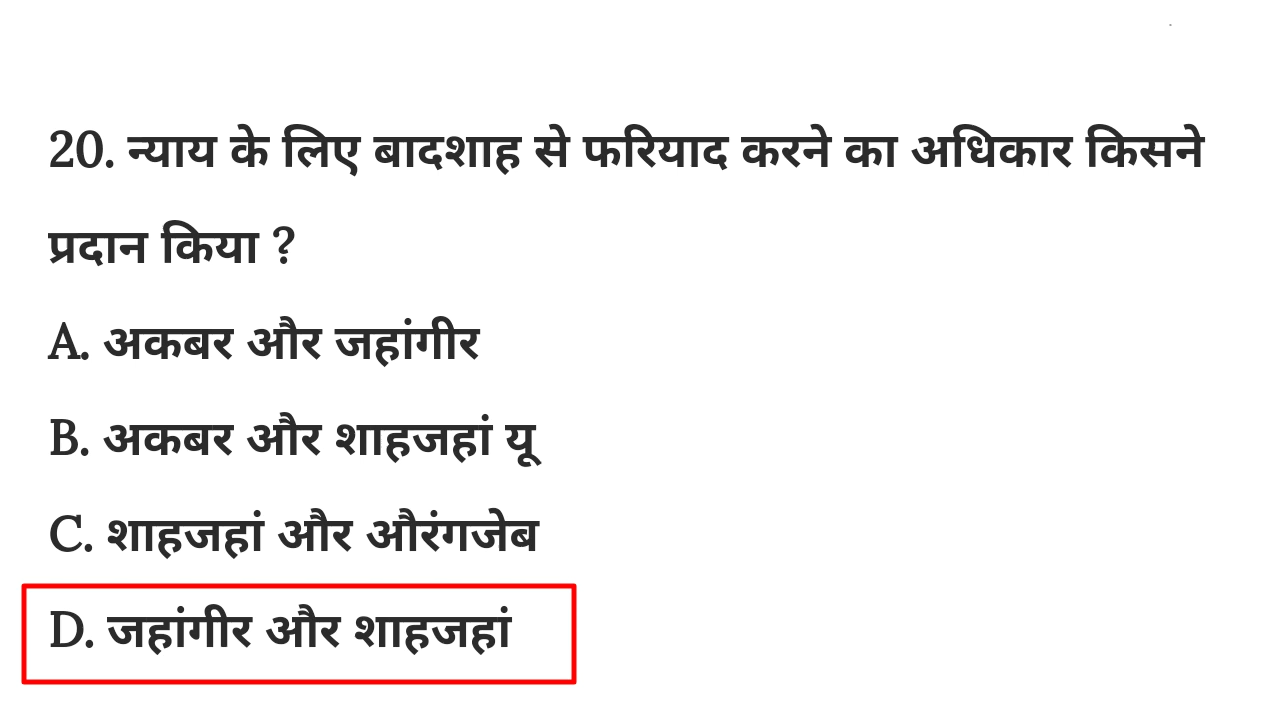 20. न्याय के लिए बादशाह से फरियाद करने का अधिकार किसने
प्रदान किया ?
A. अकबर और जहांगीर
B. अकबर और शाहजहां यू
C. शाहजहां और औरंगजेब
D. जहांगीर और शाहजहां